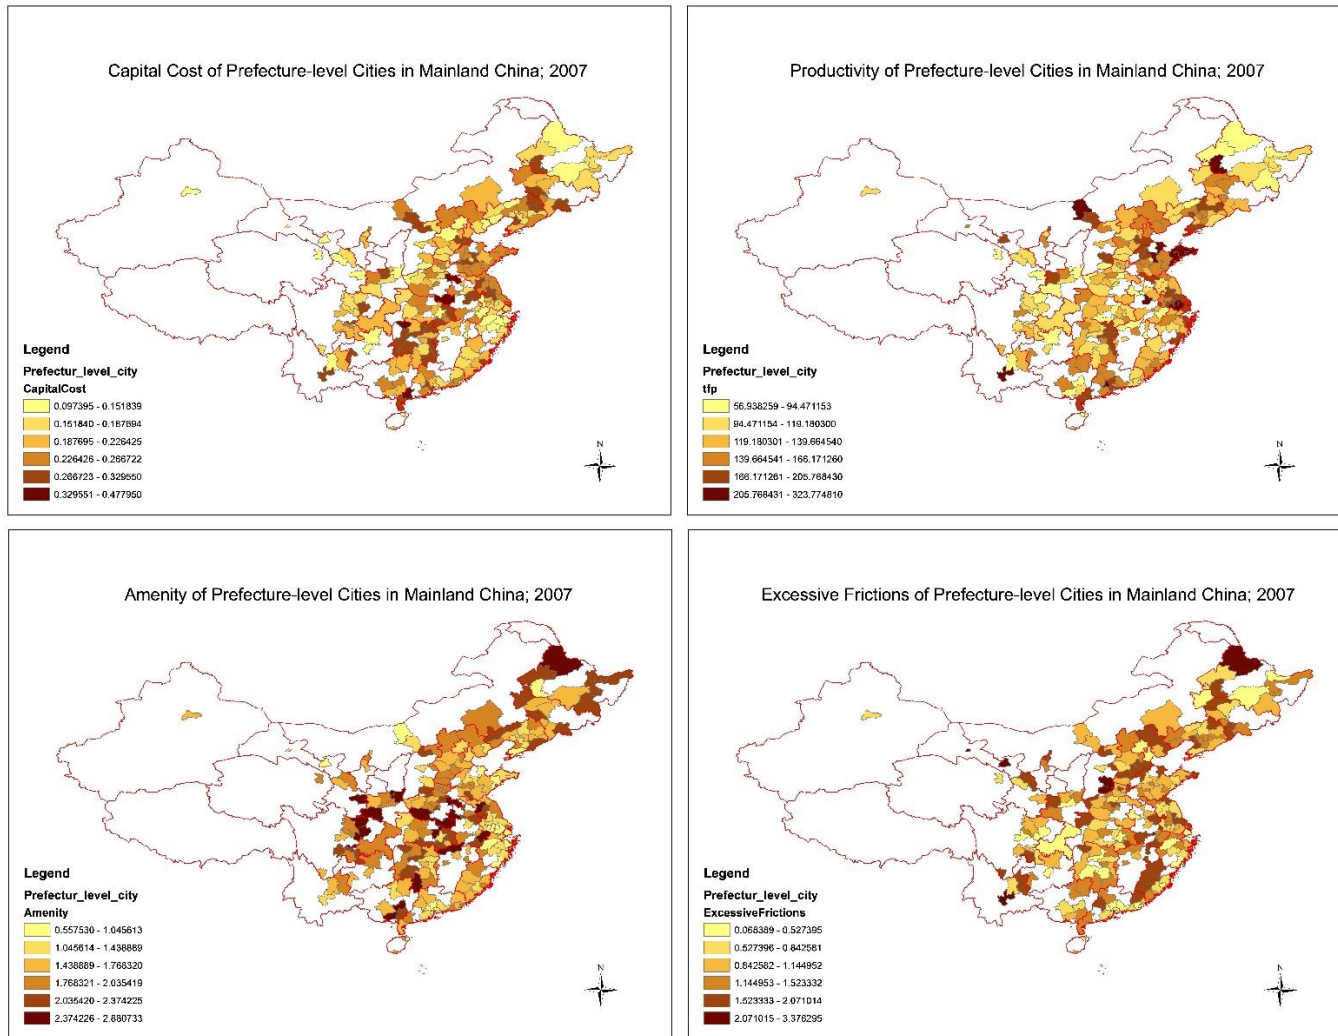 Capital Cost of Prefecture-level Cities in Mainland China; 2007
Legend
Prefectur_level_city
CapitalCost
0.097395 - 0.151839
0.151840 - 0.187694
0.187695 - 0.226425
0.226426 - 0.266722
0.266723 - 0.329550
0.329551 - 0.477950
N
Productivity of Prefecture-level Cities in Mainland China; 2007
Legend
Prefectur_level_city
tfp
56.938259 - 94.471153
94.471154 - 119.180300
119.180301 - 139.664540
139.664541 - 166.171260
166.171261 - 205.768430
205.768431 - 323.774810
N
Amenity of Prefecture-level Cities in Mainland China; 2007
Legend
Prefectur_level_city
Amenity
0.557530 - 1.045613
1.045614 - 1.438889
1.438889 - 1.768320
1.768321 - 2.035419
2.035420 - 2.374225
2.374226 - 2.880733
N
Excessive Frictions of Prefecture-level Cities in Mainland China; 2007
Legend
Prefectur_level_city
ExcessiveFrictions
0.068389 - 0.527395
0.527396 - 0.842581
0.842582 - 1.144952
1.144953 - 1.523332
1.523333 - 2.071014
2.071015 - 3.376295
N